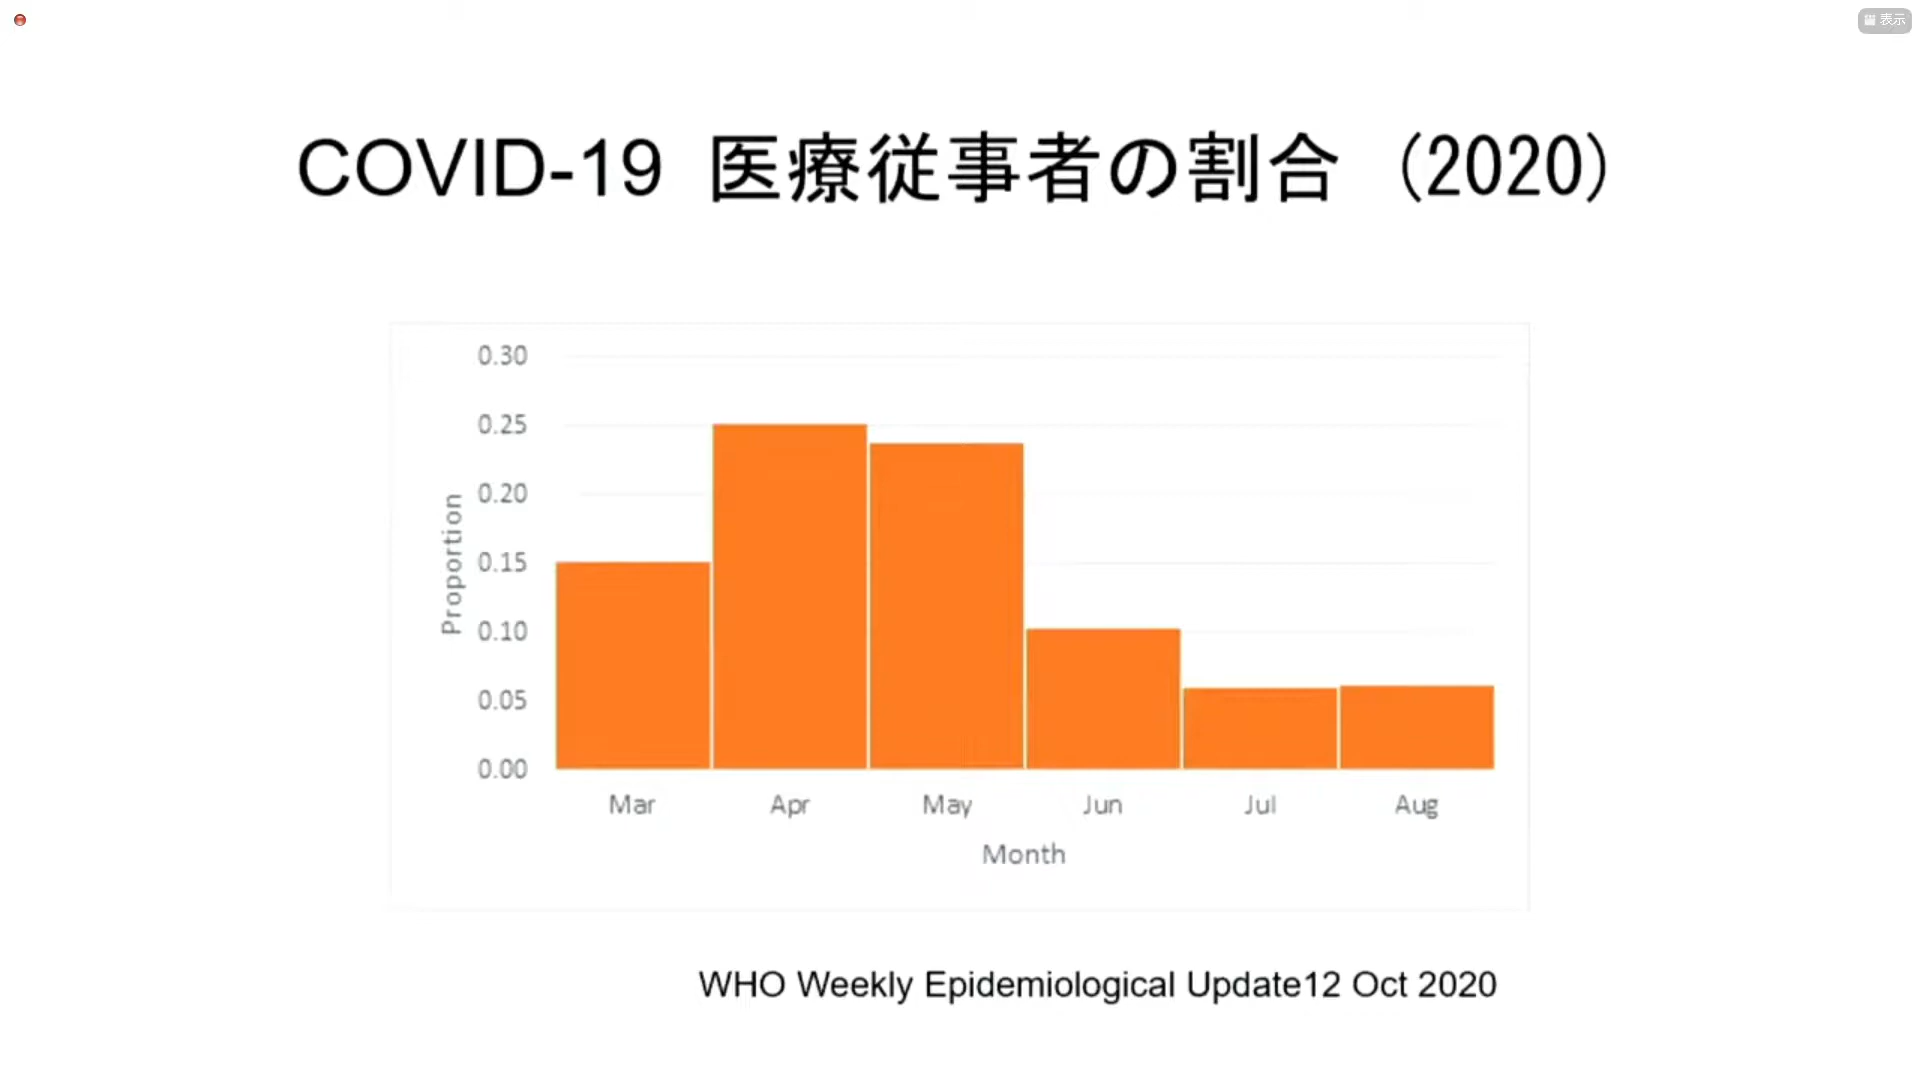 表示
COVID-19 医療従事者の割合 (2020)
0.30
0.25
0.20
0.15
0.10
0.05
0.00
Proportion
Mar Apr May Jun Jul Aug
Month
WHO Weekly Epidemiological Update12 Oct 2020